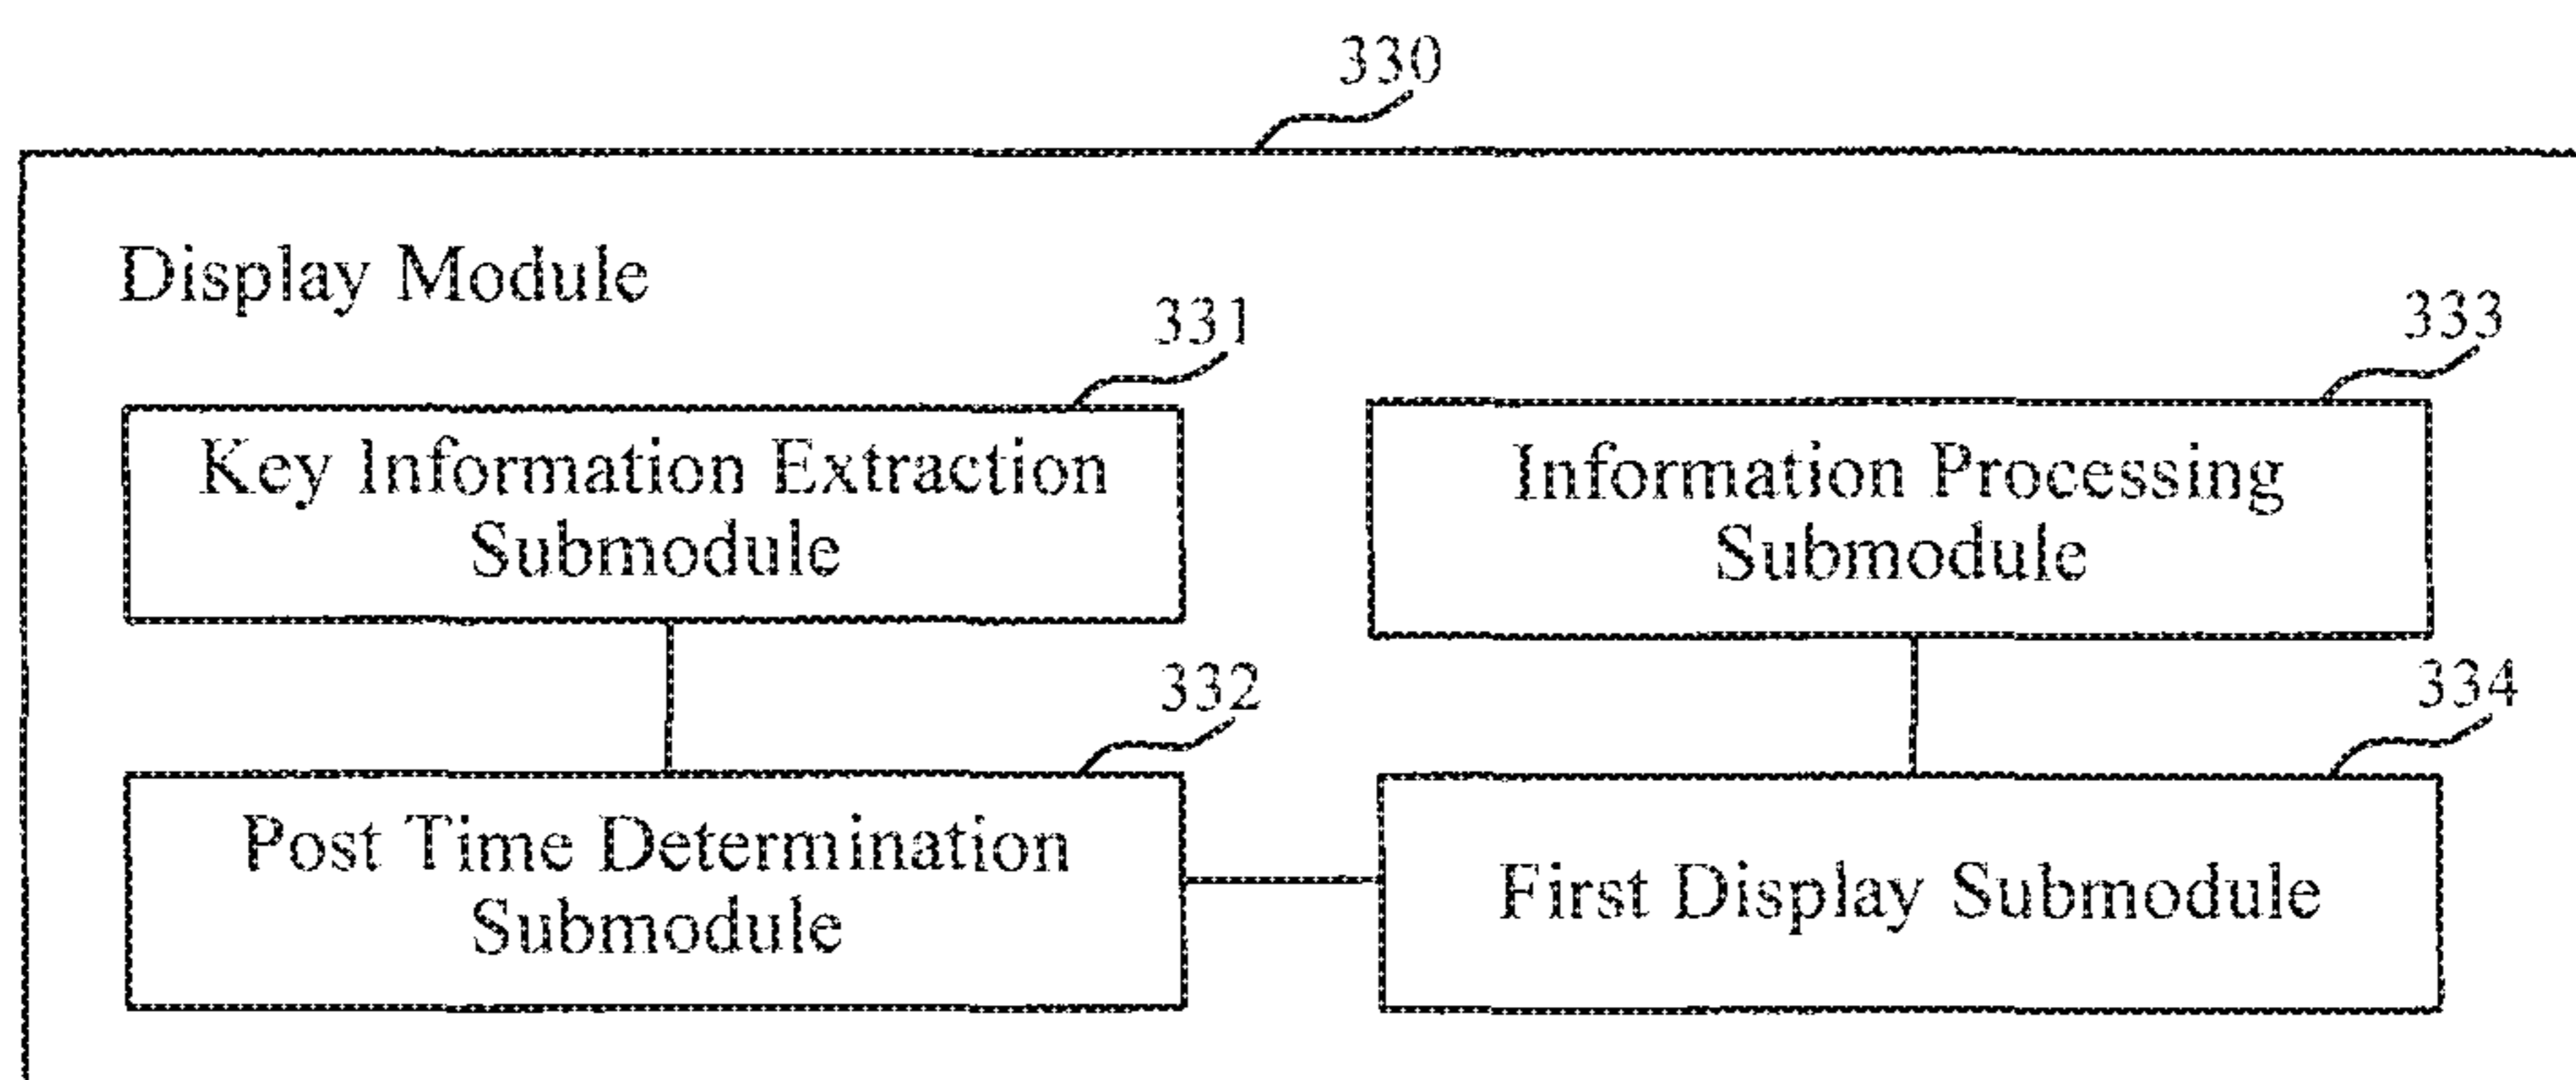 330
Display Module
331
333
Key Information Extraction
Submodule
Information Processing
Submodule
332
334
Post Time Determination
Submodule
First Display Submodule